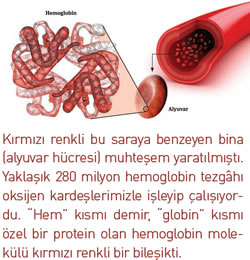 Hemoglobin
Alyuvar
Kırmızı renkli bu saraya benzeyen bina
(alyuvar hücresi) muhteşem yaratılmıştı.
Yaklaşık 280 milyon hemoglobin tezgâhı
oksijen kardeşlerimizle işleyip çalışıyor-
du. “Hem” kısmı demir, “globin” kısmı
özel bir protein olan hemoglobin mole-
külü kırmızı renkli bir bileşikti.